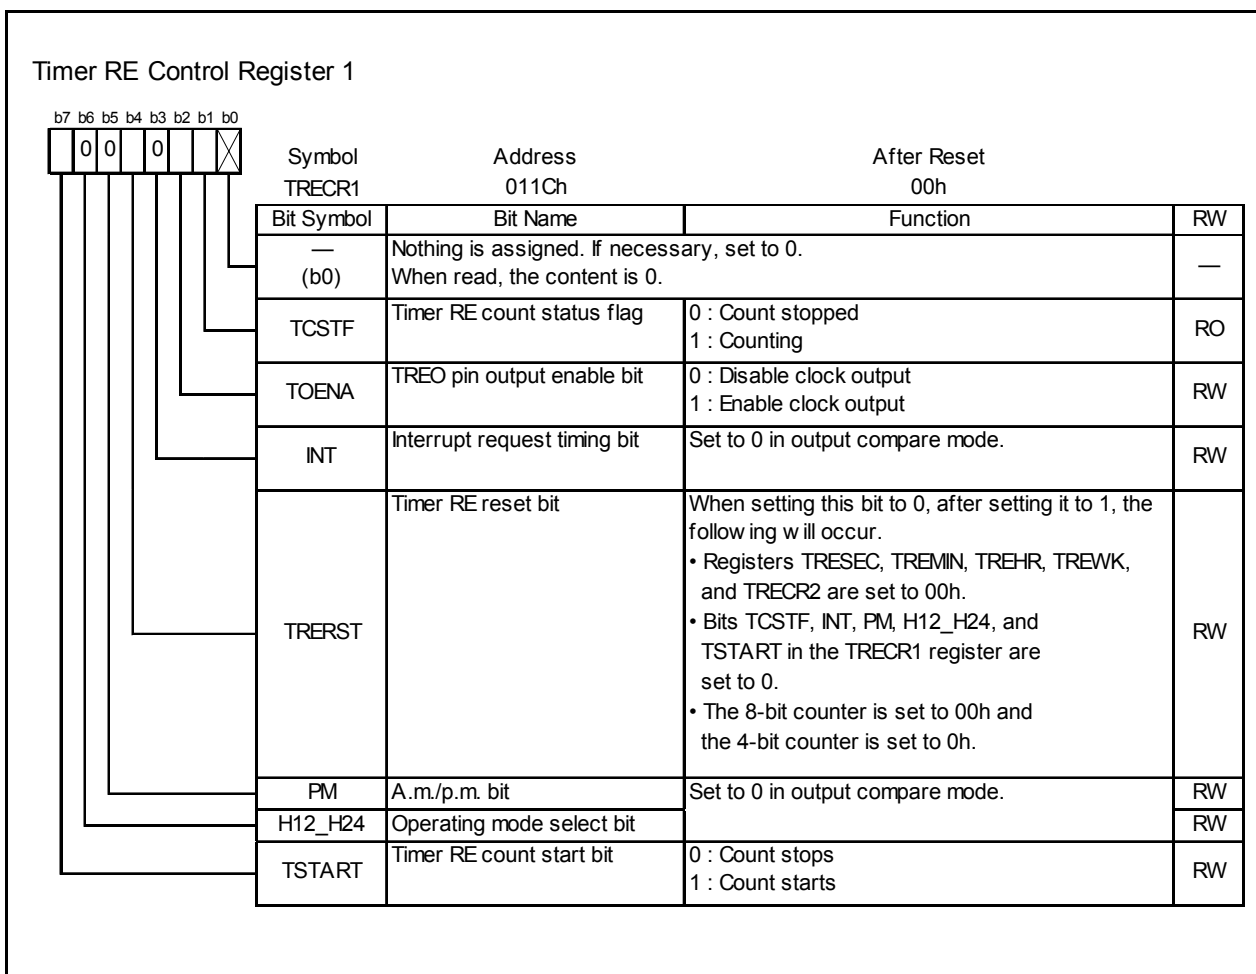 Timer RE Control Register 1
b7 b6 b5 b4 b3 b2 b1 b0
0 0 0
Symbol Address After Reset
TRECR1 011Ch 00h
Bit Symbol Bit Name Function RW
— (b0) Nothing is assigned. If necessary, set to 0.
When read, the content is 0. —
TCSTF Timer RE count status flag 0 : Count stopped
1 : Counting RO
TOENA TREO pin output enable bit 0 : Disable clock output
1 : Enable clock output RW
INT Interrupt request timing bit Set to 0 in output compare mode. RW
TRERST Timer RE reset bit When setting this bit to 0, after setting it to 1, the
following will occur.
• Registers TRESEC, TREMIN, TREHR, TREWK,
and TRECR2 are set to 00h.
• Bits TCSTF, INT, PM, H12_H24, and
TSTART in the TRECR1 register are
set to 0.
• The 8-bit counter is set to 00h and
the 4-bit counter is set to 0h. RW
PM A.m./p.m. bit Set to 0 in output compare mode. RW
H12_H24 Operating mode select bit RW
TSTART Timer RE count start bit 0 : Count stops
1 : Count starts RW